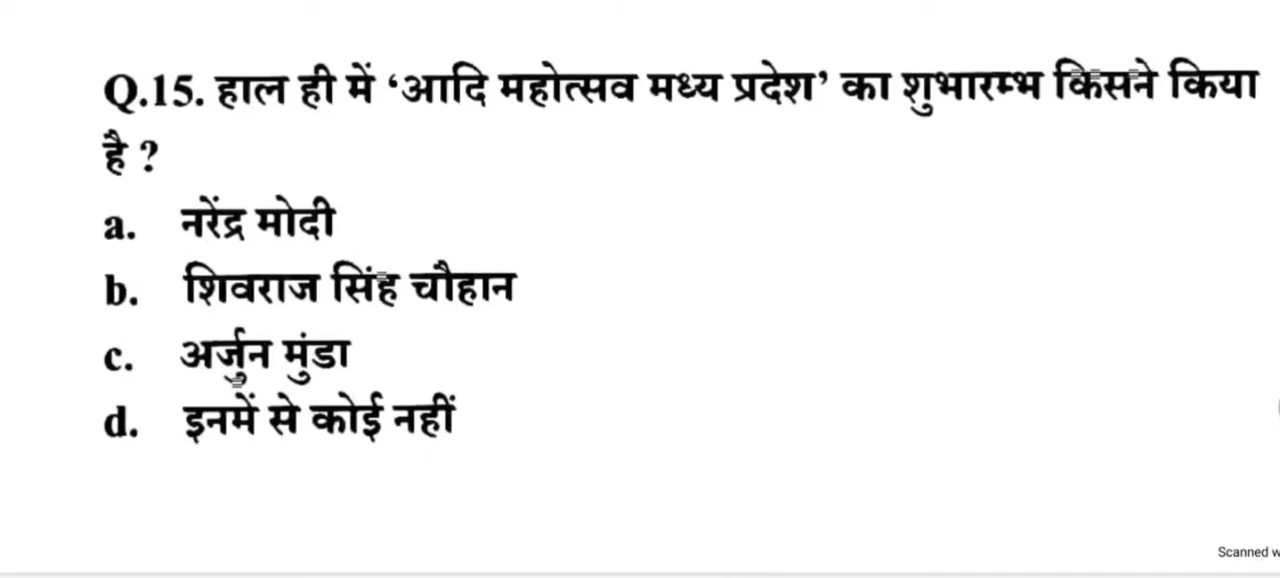 Q.15. हाल ही में ‘आदि महोत्सव मध्य प्रदेश’ का शुभारम्भ किसने किया
है ?
a. नरेंद्र मोदी
b. शिवराज सिंह चौहान
c. अर्जुन मुंडा
d. इनमें से कोई नहीं
Scanned